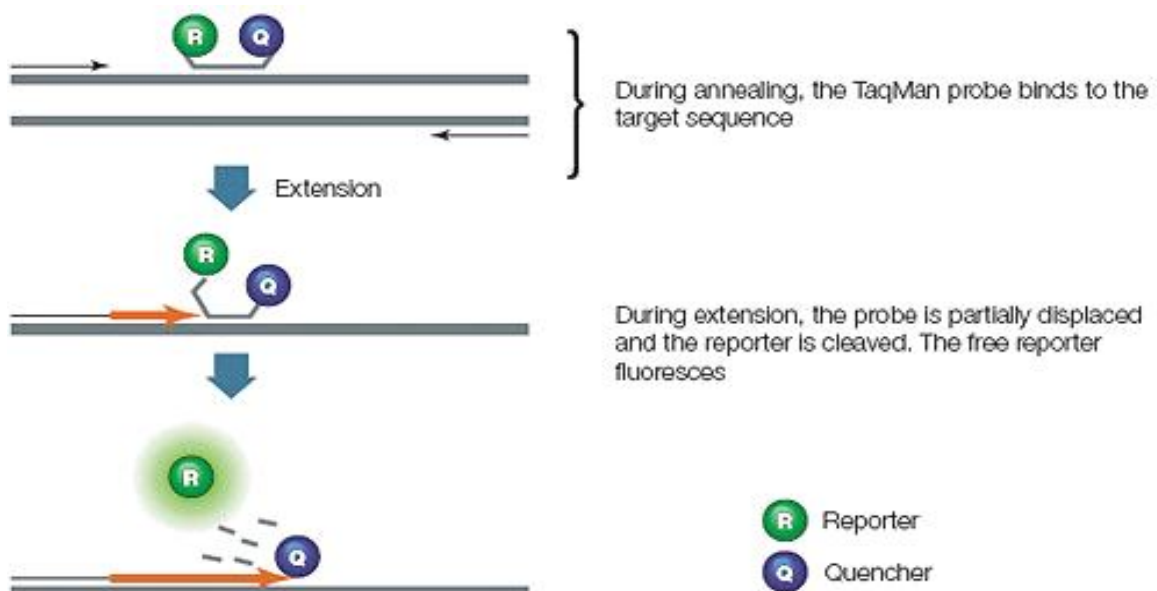 R Q
During annealing, the TaqMan probe binds to the
target sequence
Extension
R
Q
During extension, the probe is partially displaced
and the reporter is cleaved. The free reporter
fluoresces
R
Q
R Reporter
Q Quencher